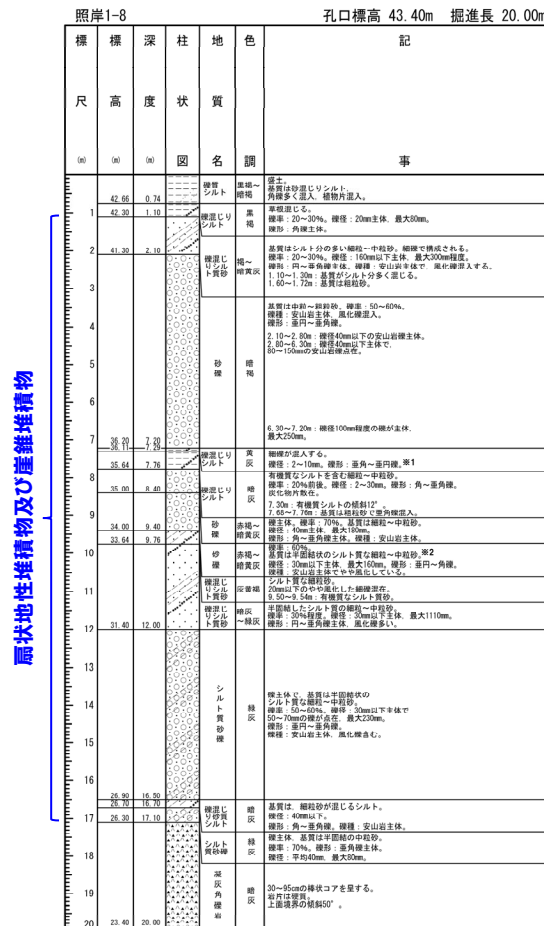 照岸1-8 孔口標高 43.40m 掘進長 20.00m
標尺(m) 標高(m) 深度(m) 柱状図 地質名 色調 記事
扇状地性堆積物及び崖錐堆積物
42.66 0.74
礫質シルト 黒褐~暗褐
盛土。
基質は砂混じりシルト。
角礫多く混入、植物片混入。
1
42.30 1.10
礫混じりシルト 黒褐
草根混じる。
礫率:20~30%。礫径:20mm主体、最大80mm。
礫形:角礫主体。
2
41.30 2.10
礫混じりシルト質砂 褐~暗黄灰
基質はシルト分の多い細粒~中粒砂。細礫で構成される。
礫率:20~30%。礫径:160mm以下主体、最大300mm程度。
礫形:円~亜角礫主体。礫種:安山岩主体で、風化礫混入する。
1.10~1.30m:基質がシルト分多く混じる。
1.60~1.72m:基質は粗粒砂。
3
4
5
6
7
36.20 7.20
砂礫 暗褐
基質は中粒~粗粒砂。礫率:50~60%。
礫種:安山岩主体、風化礫混入。
礫形:亜円~亜角礫。
2.10~2.80m:礫径40mm以下の安山岩礫主体。
2.80~6.30m:礫径40mm以下主体で、
80~150mmの安山岩礫点在。
6.30~7.20m:礫径100mm程度の礫が主体、
最大250mm。
36.11 7.29
35.64 7.76
礫混じりシルト 黄灰
細礫が混入する。
礫径:2~10mm。礫形:亜角~亜円礫。※1
8
35.00 8.40
礫混じりシルト 暗灰
有機質なシルトを含む細粒~中粒砂。
礫率:20%前後。礫径:2~30mm。礫形:角~亜角礫。
炭化物片散在。
7.30m:有機質シルトの傾斜12°。
7.68~7.76m:基質は粗粒砂で亜角礫混入。
9
34.00 9.40
砂礫 赤褐~暗黄灰
礫主体。礫率:70%。基質は細粒~中粒砂。
礫径:40mm主体、最大180mm。
礫形:角~亜角礫主体。礫種:安山岩主体。
33.64 9.76
10
砂礫 赤褐~暗黄灰
礫率:60%。
基質は半固結状のシルト質な細粒~中粒砂。※2
礫径:30mm以下主体、最大160mm。礫形:亜円~角礫。
礫種:安山岩主体でやや風化している。
11
礫混じりシルト質砂 灰黄褐
シルト質な細粒砂。
20mm以下のやや風化した細礫混在。
9.50~9.54m:有機質なシルト質砂。
12
31.40 12.00
礫混じりシルト質砂 暗灰~緑灰
半固結したシルト質の細粒~中粒砂。
礫率:30%程度。礫径:30mm以下主体、最大1110mm。
礫形:円~亜角礫主体、風化礫多い。
13
14
15
16
26.90 16.50
シルト質砂礫 緑灰
礫主体で、基質は半固結状の
シルト質な細粒~中粒砂。
礫率:50~60%。礫径:30mm以下主体で
50~70mmの礫が点在、最大230mm。
礫形:亜円~亜角礫。
礫種:安山岩主体、風化礫含む。
26.70 16.70
17
26.30 17.10
礫混じり砂質シルト 暗灰
基質は、細粒砂が混じるシルト。
礫径:40mm以下。
礫形:角~亜角礫。礫種:安山岩主体。
18
シルト質砂礫 緑灰
礫主体、基質は半固結の中粒砂。
礫率:70%。礫形:亜角礫主体。
礫径:平均40mm、最大80mm。
19
20
23.40 20.00
凝灰角礫岩 暗灰
30~95cmの棒状コアを呈する。
岩片は硬質。
上面境界の傾斜50°。